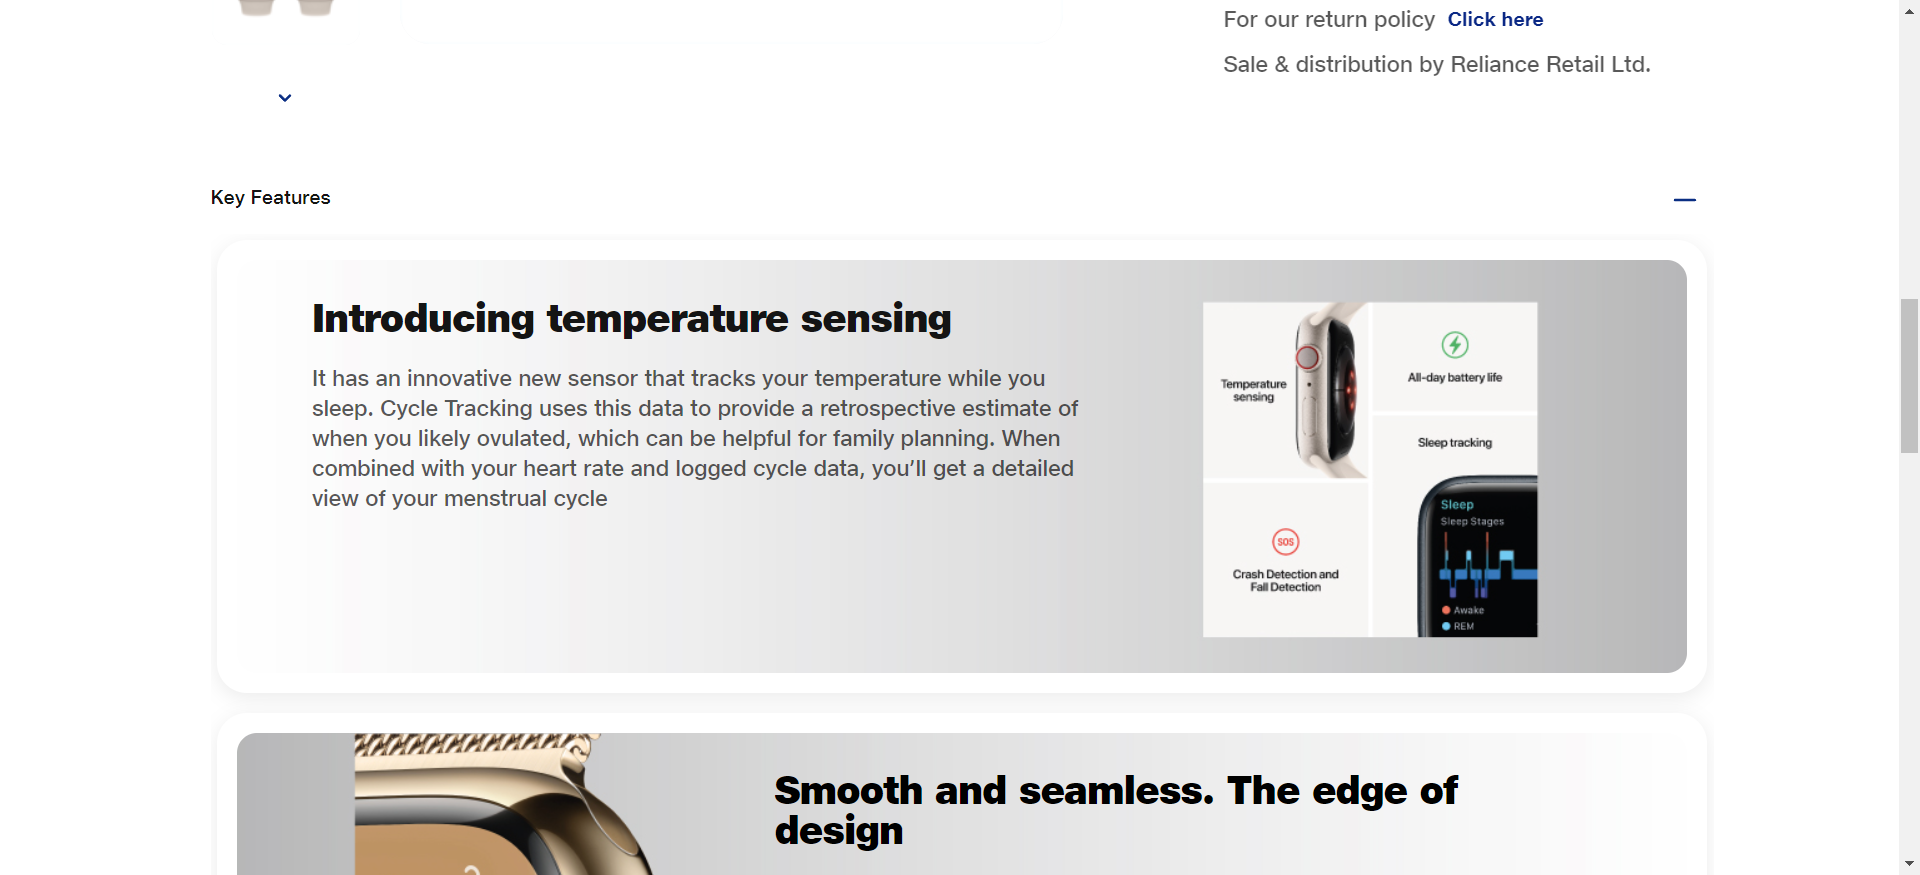 For our return policy Click here
Sale & distribution by Reliance Retail Ltd.
Key Features
Introducing temperature sensing
It has an innovative new sensor that tracks your temperature while you
sleep. Cycle Tracking uses this data to provide a retrospective estimate of
when you likely ovulated, which can be helpful for family planning. When
combined with your heart rate and logged cycle data, you’ll get a detailed
view of your menstrual cycle
Temperature
sensing
All-day battery life
Sleep tracking
Sleep
Sleep Stages
Awake
REM
SOS
Crash Detection and
Fall Detection
Smooth and seamless. The edge of
design